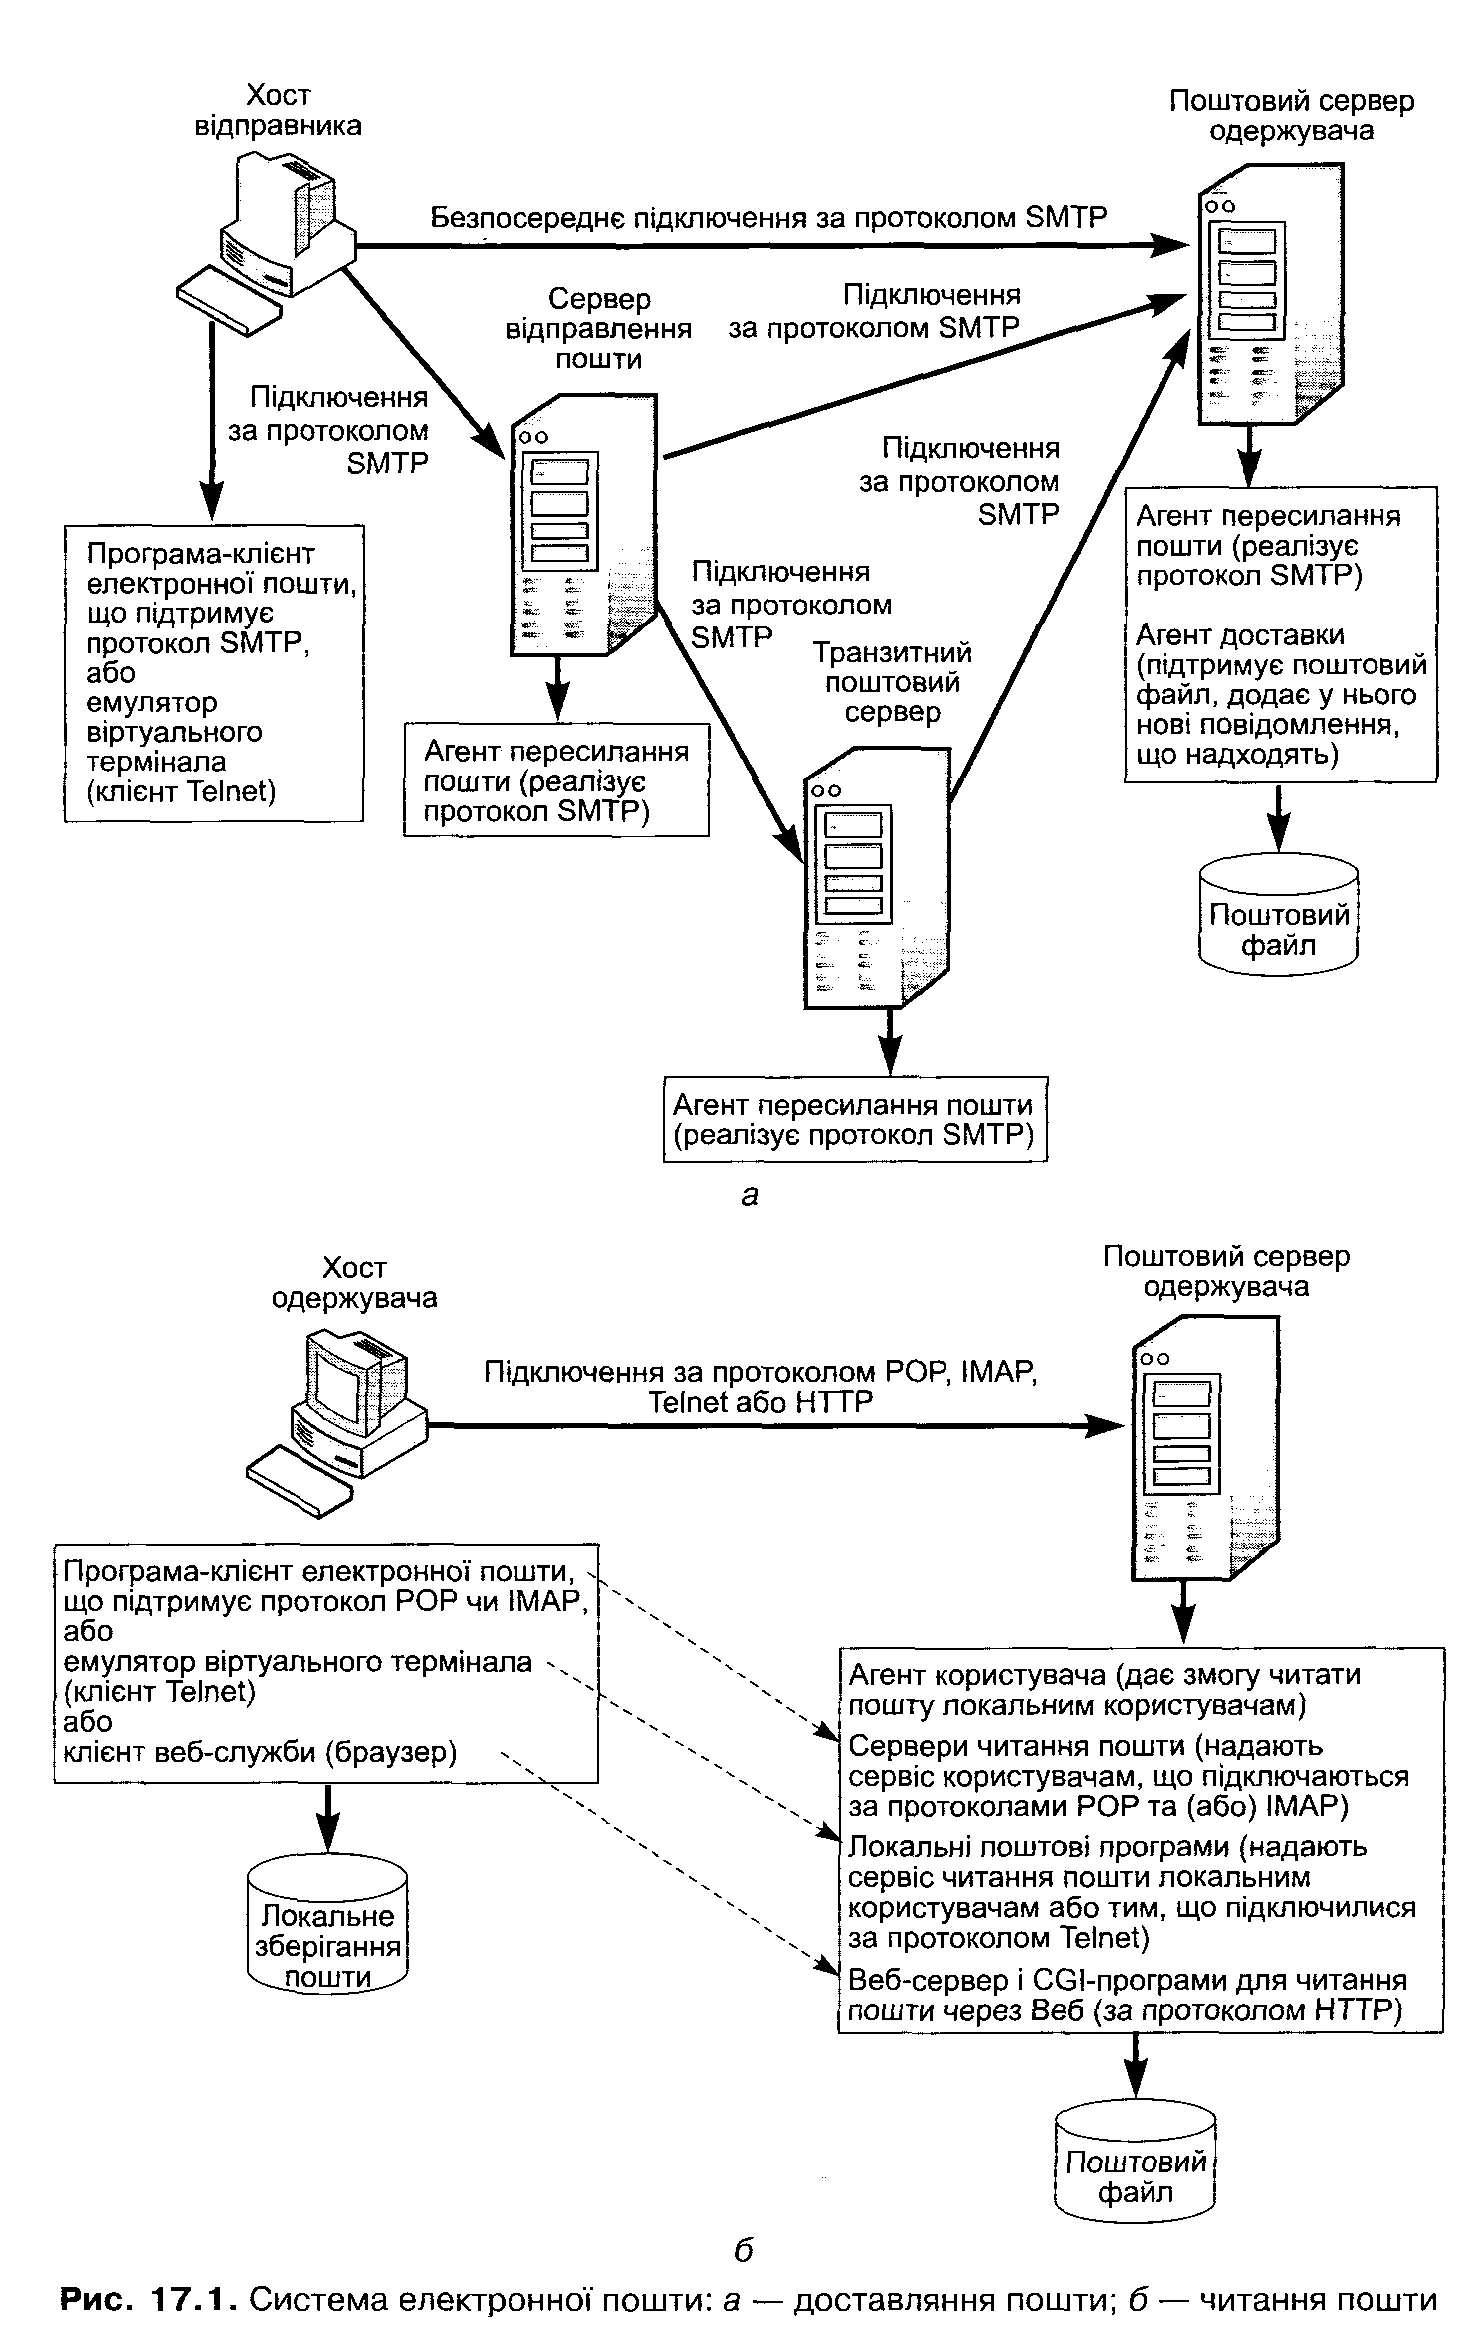 Хост
відправника
Поштовий сервер
одержувача
Безпосереднє підключення за протоколом SMTP
Сервер
відправлення
пошти
Підключення
за протоколом SMTP
Підключення
за протоколом
SMTP
Підключення
за протоколом
SMTP
Програма-клієнт
електронної пошти,
що підтримує
протокол SMTP,
або
емулятор
віртуального
термінала
(клієнт Telnet)
Агент пересилання
пошти (реалізує
протокол SMTP)
Агент доставки
(підтримує поштовий
файл, додає у нього
нові повідомлення,
що надходять)
Підключення
за протоколом
SMTP
Транзитний
поштовий
сервер
Агент пересилання
пошти (реалізує
протокол SMTP)
Поштовий
файл
Агент пересилання пошти
(реалізує протокол SMTP)
а
Хост
одержувача
Поштовий сервер
одержувача
Підключення за протоколом POP, IMAP,
Telnet або HTTP
Програма-клієнт електронної пошти,
що підтримує протокол POP чи IMAP,
або
емулятор віртуального термінала
(клієнт Telnet)
або
клієнт веб-служби (браузер)
Агент користувача (дає змогу читати
пошту локальним користувачам)
Сервери читання пошти (надають
сервіс користувачам, що підключаються
за протоколами POP та (або) IMAP)
Локальні поштові програми (надають
сервіс читання пошти локальним
користувачам або тим, що підключилися
за протоколом Telnet)
Веб-сервер і CGI-програми для читання
пошти через Веб (за протоколом HTTP)
Локальне
зберігання
пошти
Поштовий
файл
б
Рис. 17.1. Система електронної пошти: а — доставляння пошти; б — читання пошти